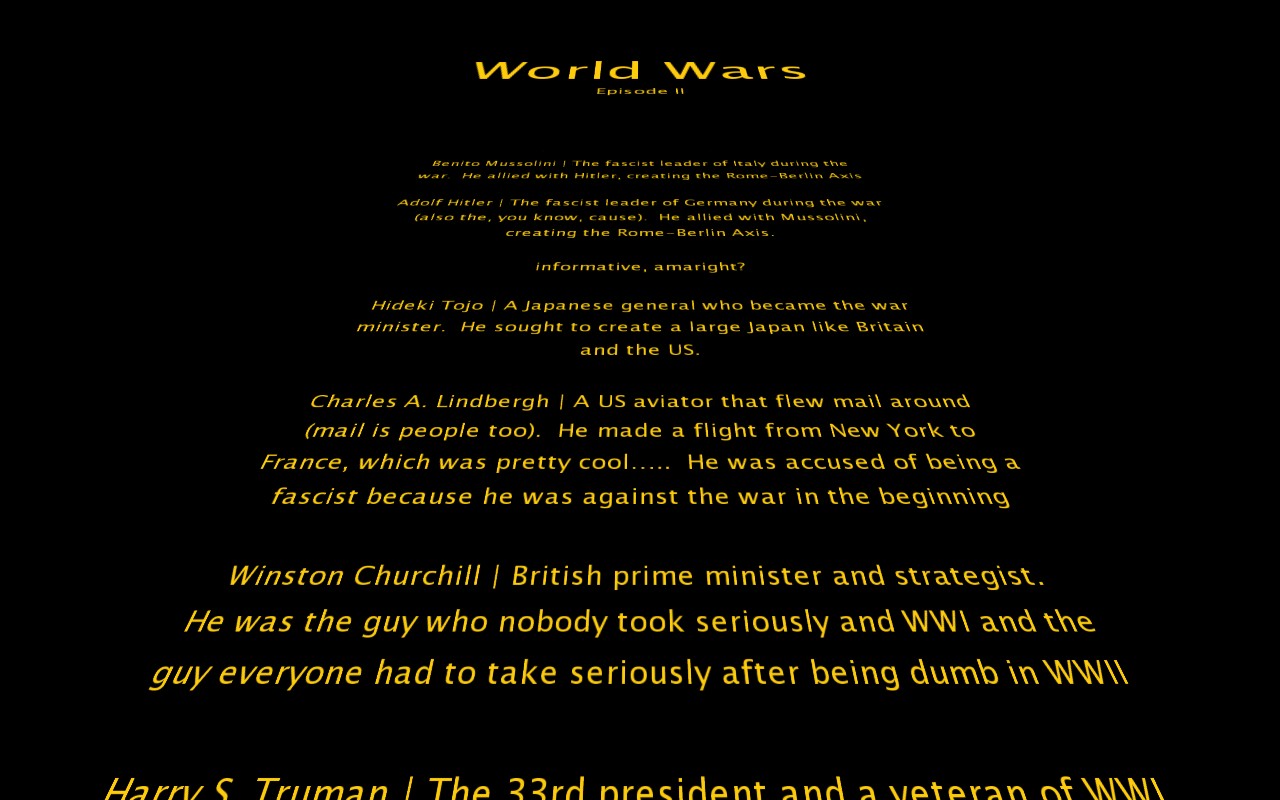 World Wars
Episode II
Benito Mussolini | The fascist leader of Italy during the
war.  He allied with Hitler, creating the Rome-Berlin Axis
Adolf Hitler | The fascist leader of Germany during the war
(also the, you know, cause).  He allied with Mussolini,
creating the Rome-Berlin Axis.
informative, amaright?
Hideki Tojo | A Japanese general who became the war
minister.  He sought to create a large Japan like Britain
and the US.
Charles A. Lindbergh | A US aviator that flew mail around
(mail is people too).  He made a flight from New York to
France, which was pretty cool.....  He was accused of being a
fascist because he was against the war in the beginning
Winston Churchill | British prime minister and strategist.
He was the guy who nobody took seriously and WWI and the
guy everyone had to take seriously after being dumb in WWII
Harry S. Truman | The 33rd president and a veteran of WWI